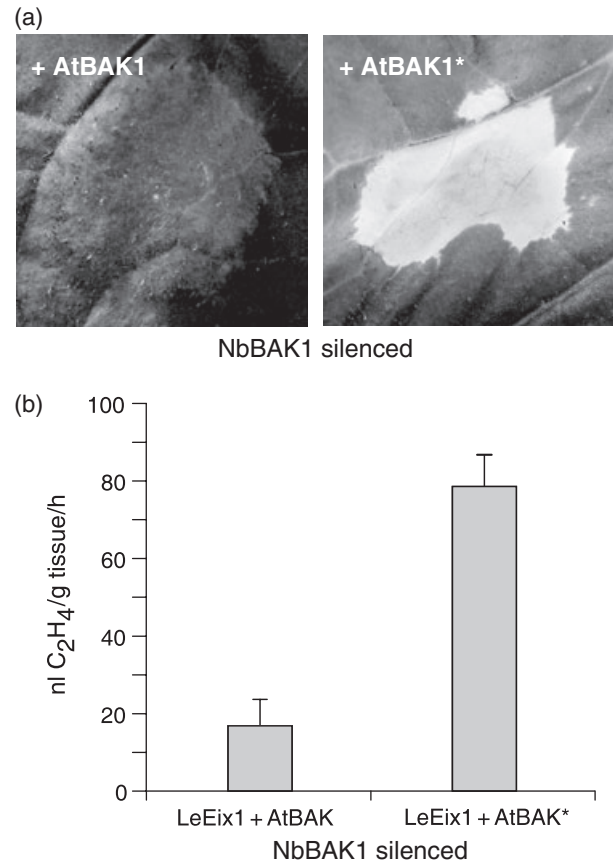 (a)
+ AtBAK1
+ AtBAK1*
NbBAK1 silenced
(b)
100
80
60
40
20
0
nl C2H4/g tissue/h
LeEix1 + AtBAK
LeEix1 + AtBAK*
NbBAK1 silenced